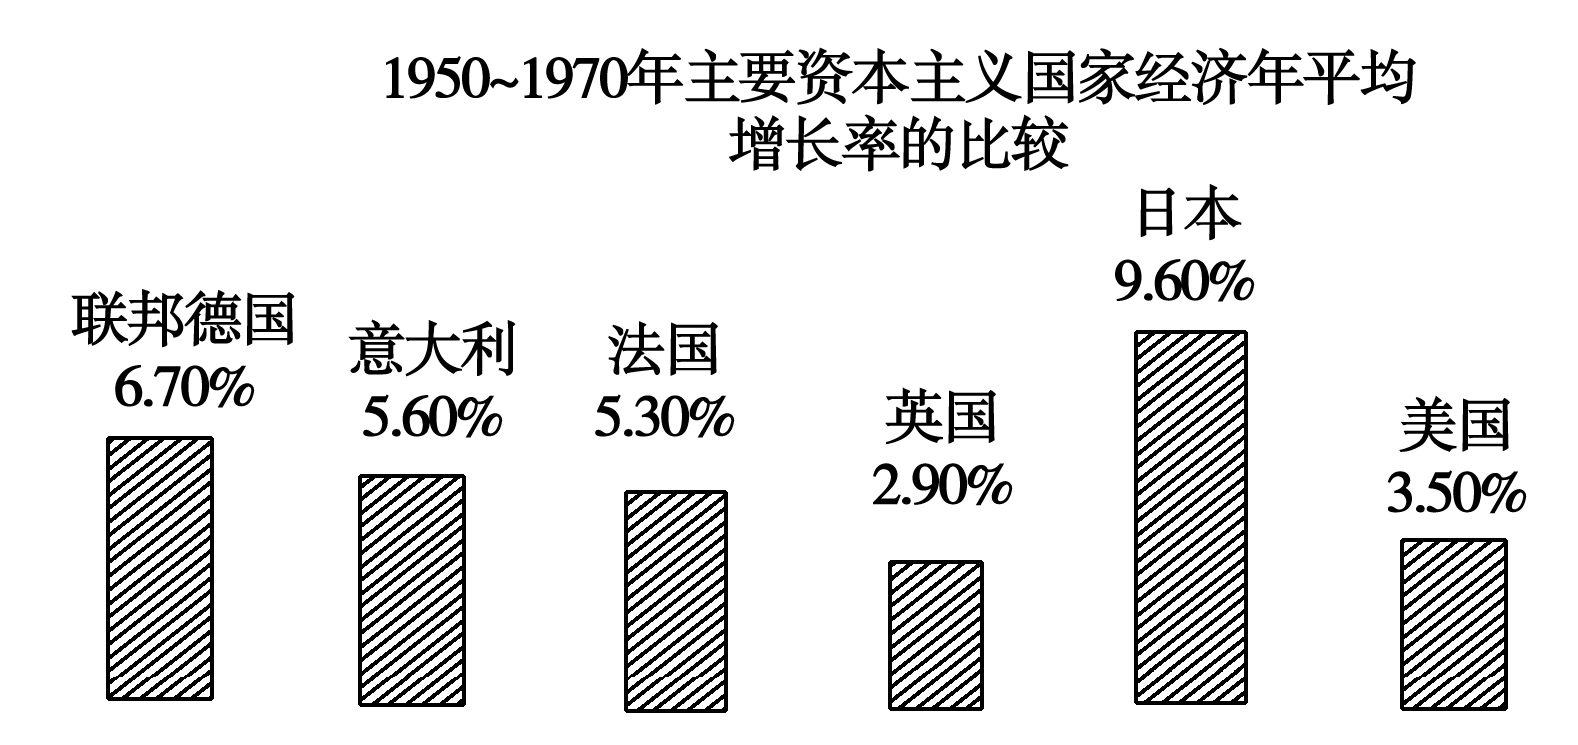 1950~1970年主要资本主义国家经济年平均
增长率的比较
联邦德国
6.70%
意大利
5.60%
法国
5.30%
英国
2.90%
日本
9.60%
美国
3.50%